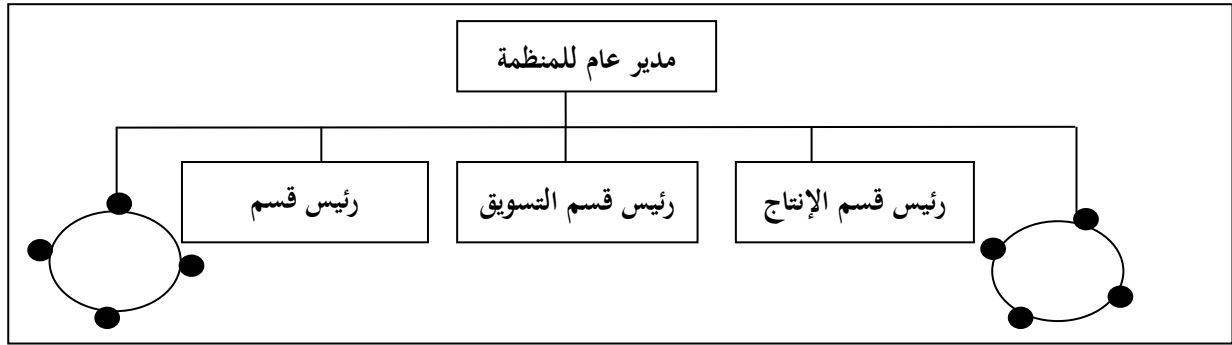 مدير عام للمنظمة
رئيس قسم الإنتاج
رئيس قسم التسويق
رئيس قسم